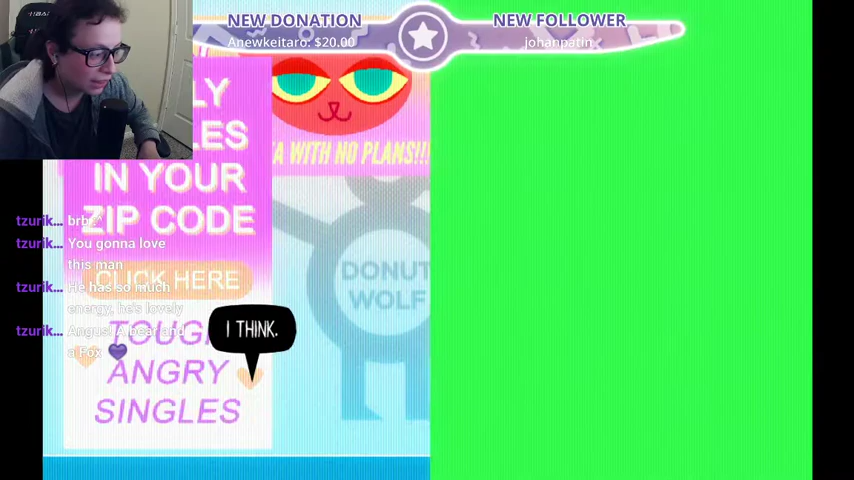 NEW DONATION
Anewkeitaro: $20.00
NEW FOLLOWER
johanpatin
LY
LES
IN YOUR
ZIP CODE
CLICK HERE
TOUG
ANGRY
SINGLES
A WITH NO PLANS!!!
DONUT
WOLF
I THINK.
tzurik...
tzurik... You gonna love
this man
tzurik... He has so much
energy, he's lovely
tzurik... Angus! A bear and
a Fox